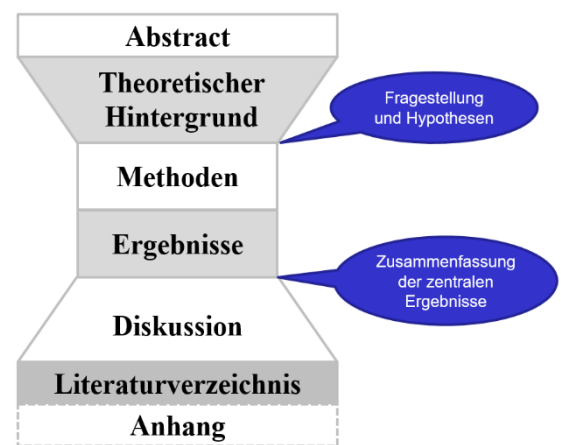 Abstract
Theoretischer
Hintergrund
Fragestellung
und Hypothesen
Methoden
Ergebnisse
Zusammenfassung
der zentralen
Ergebnisse
Diskussion
Literaturverzeichnis
Anhang